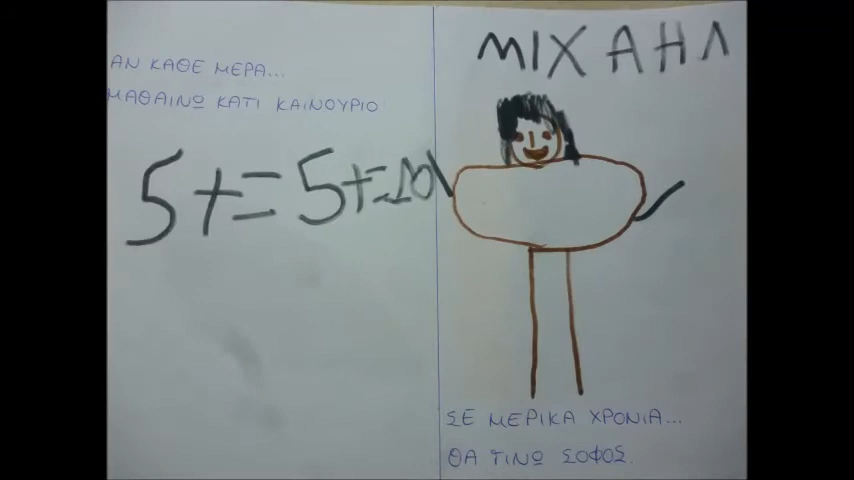 ΑΝ ΚΑΘΕ ΜΕΡΑ...
ΜΑΘΑΙΝΩ ΚΑΤΙ ΚΑΙΝΟΥΡΙΟ
5+=5+=10
ΜΙΧΑΗΛ
ΣΕ ΜΕΡΙΚΑ ΧΡΟΝΙΑ...
ΘΑ ΓΙΝΩ ΣΟΦΟΣ.